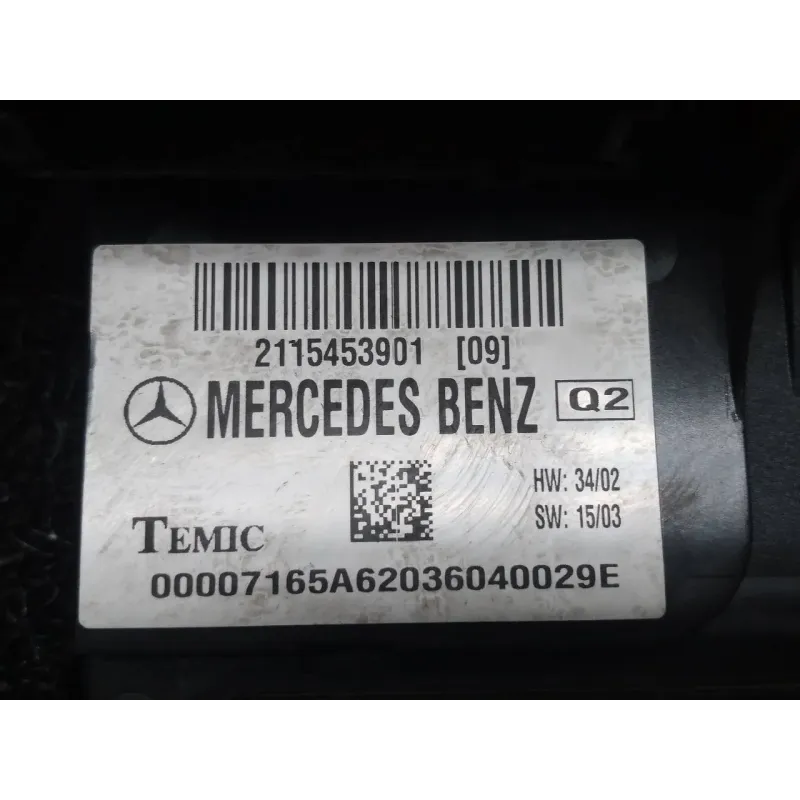 2115453901 [09]
MERCEDES BENZ Q2
HW: 34/02
SW: 15/03
TEMIC
00007165A62036040029E